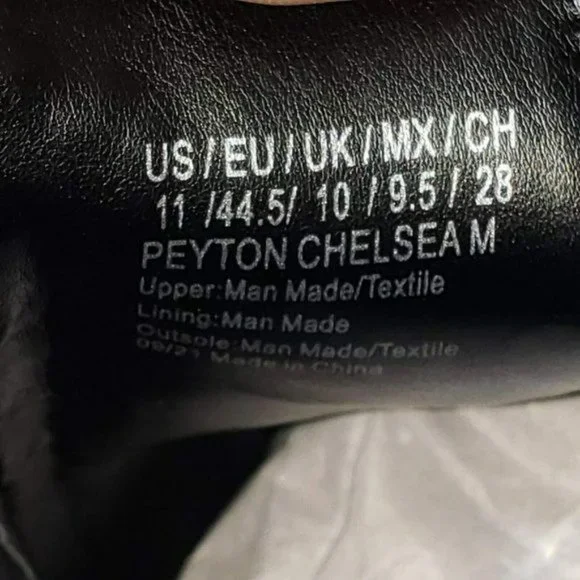 US/EU/UK/MX/CH
11 /44.5/ 10 / 9.5 / 28
PEYTON CHELSEA M
Upper:Man Made/Textile
Lining:Man Made
Outsole:Man Made/Textile
Made in China